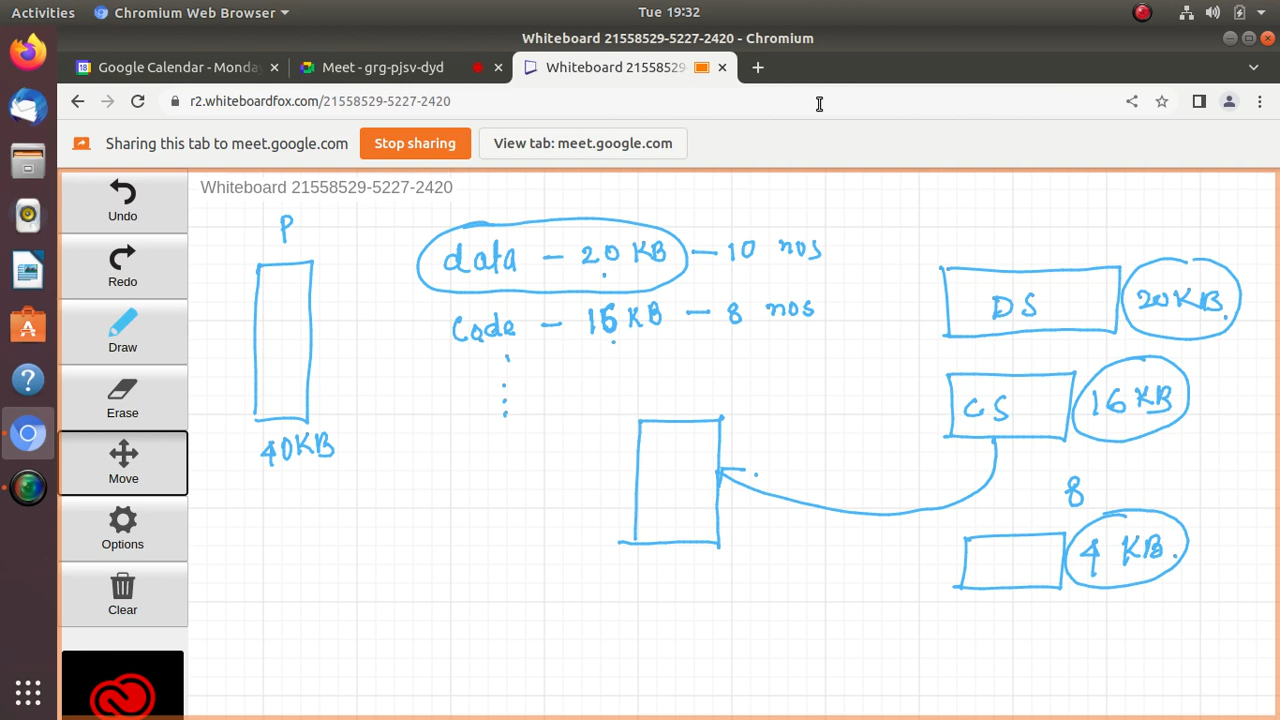 Activities Chromium Web Browser Tue 19:32
Whiteboard 21558529-5227-2420 - Chromium
Google Calendar - Monda Meet - grg-pjsv-dyd Whiteboard 21558529
r2.whiteboardfox.com/21558529-5227-2420
Sharing this tab to meet.google.com Stop sharing View tab: meet.google.com
Whiteboard 21558529-5227-2420
Undo
Redo
Draw
Erase
Move
Options
Clear
P
40KB
data - 20 KB - 10 nos
Code - 16 KB - 8 nos
DS 20KB
CS 16 KB
8
4 KB